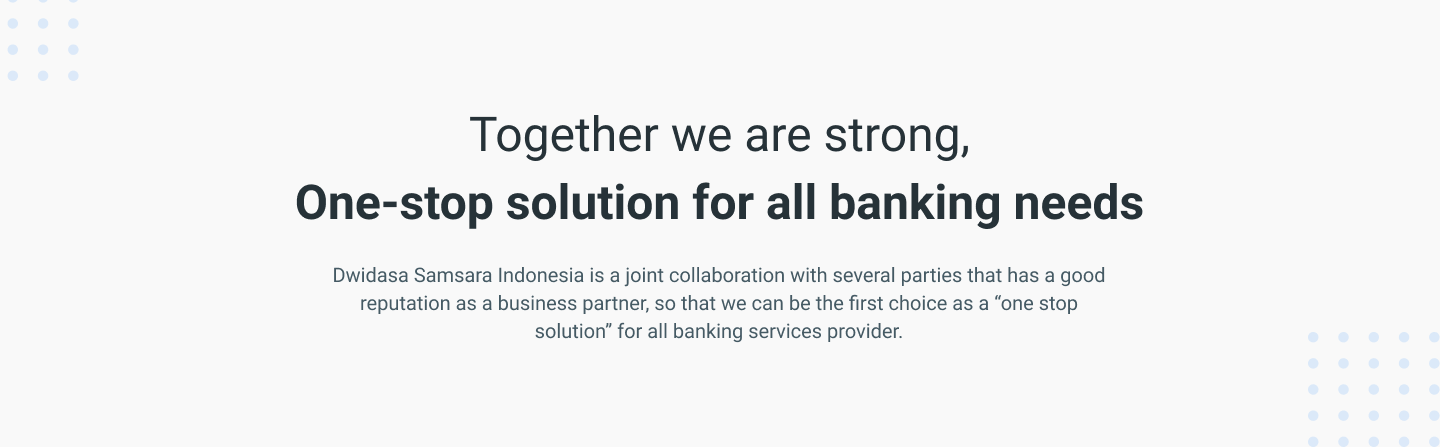 Together we are strong,
One-stop solution for all banking needs
Dwidasa Samsara Indonesia is a joint collaboration with several parties that has a good
reputation as a business partner, so that we can be the first choice as a “one stop
solution” for all banking services provider.